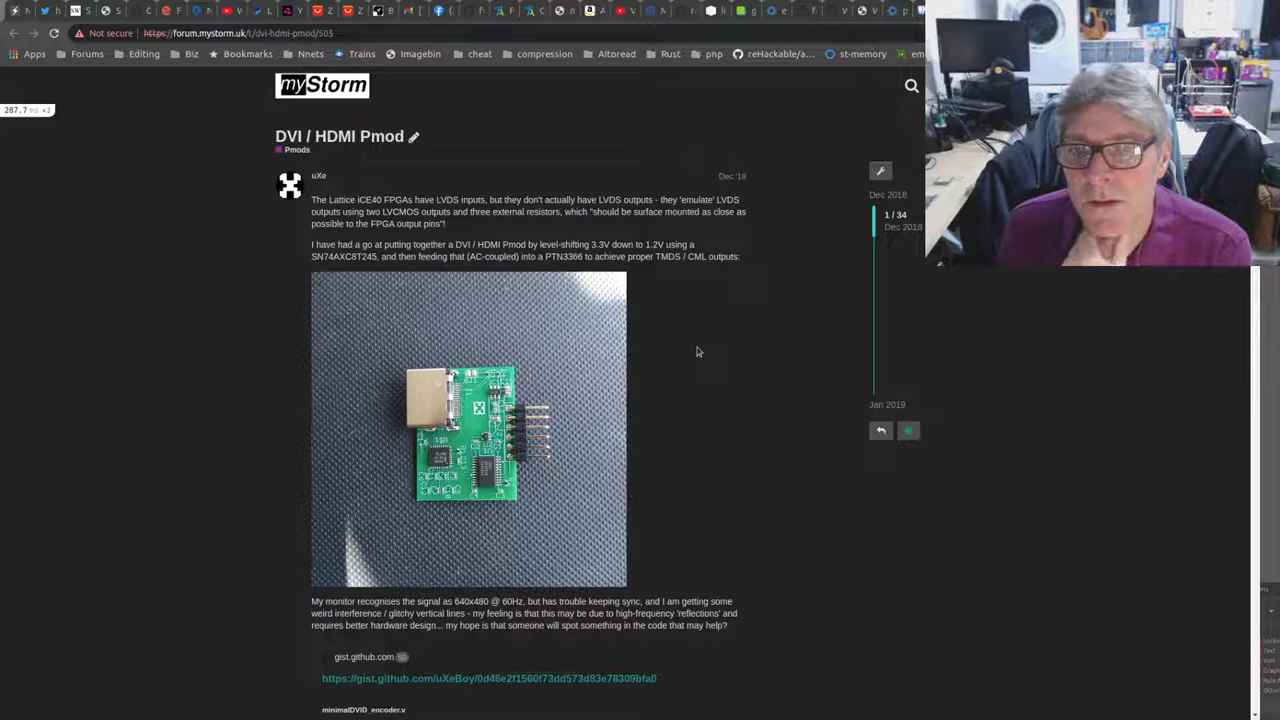 Not secure
https://forum.mystorm.uk/t/dvi-hdmi-pmod/505
Apps
Forums
Editing
Biz
Bookmarks
Nnets
Trains
Imagebin
cheat
compression
Altoread
Rust
php
reHackable/awesome...
st-memory
em
myStorm
287.7 ms ×2
DVI / HDMI Pmod
Pmods
uXe
Dec '18
The Lattice iCE40 FPGAs have LVDS inputs, but they don't actually have LVDS outputs - they 'emulate' LVDS
outputs using two LVCMOS outputs and three external resistors, which "should be surface mounted as close as
possible to the FPGA output pins"!
I have had a go at putting together a DVI / HDMI Pmod by level-shifting 3.3V down to 1.2V using a
SN74AXC8T245, and then feeding that (AC-coupled) into a PTN3366 to achieve proper TMDS / CML outputs:
Dec 2018
1 / 34
Dec 2018
Jan 2019
My monitor recognises the signal as 640x480 @ 60Hz, but has trouble keeping sync, and I am getting some
weird interference / glitchy vertical lines - my feeling is that this may be due to high-frequency 'reflections' and
requires better hardware design... my hope is that someone will spot something in the code that may help?
gist.github.com 50
https://gist.github.com/uXeBoy/0d46e2f1560f73dd573d83e78309bfa0
minimalDVID_encoder.v